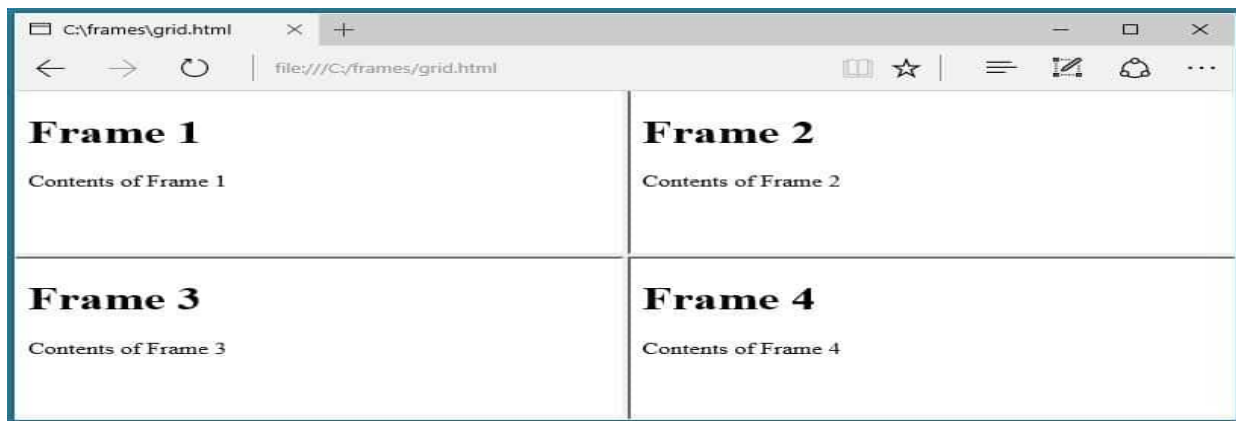 C:\frames\grid.html
file:///C:/frames/grid.html
Frame 1
Contents of Frame 1
Frame 2
Contents of Frame 2
Frame 3
Contents of Frame 3
Frame 4
Contents of Frame 4